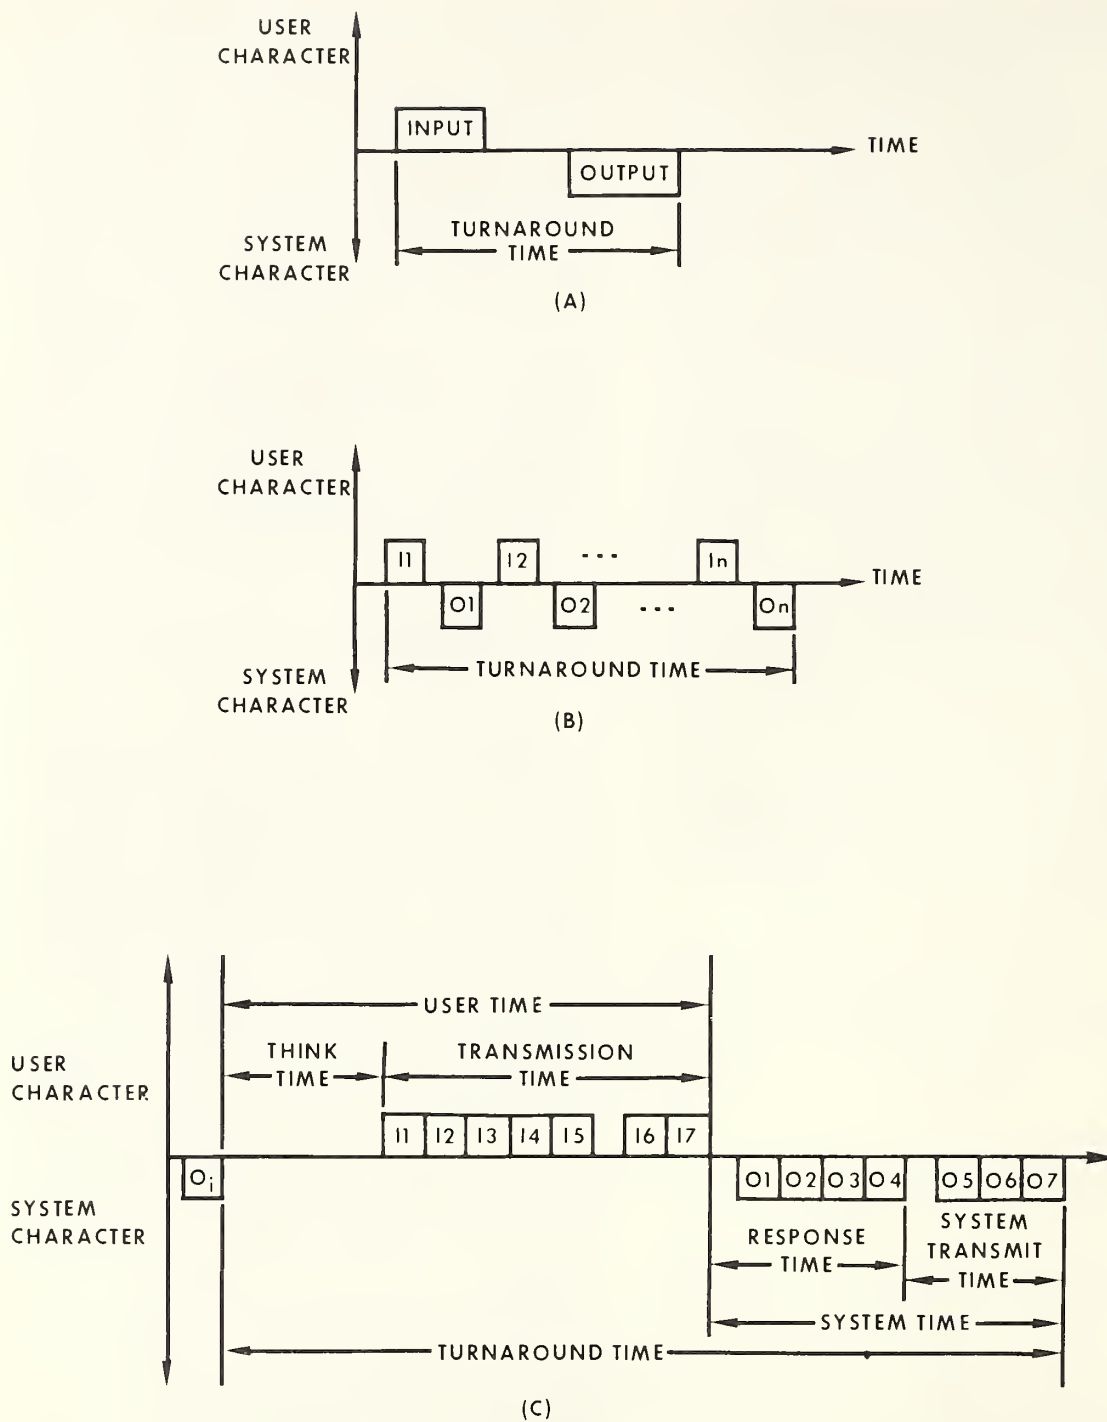 USER
CHARACTER
INPUT
TIME
OUTPUT
TURNAROUND
TIME
SYSTEM
CHARACTER
(A)
USER
CHARACTER
I1
I2
...
In
TIME
O1
O2
...
On
TURNAROUND TIME
SYSTEM
CHARACTER
(B)
USER TIME
THINK
TIME
TRANSMISSION
TIME
USER
CHARACTER
I1 I2 I3 I4 I5 I6 I7
Oi
O1 O2 O3 O4 O5 O6 O7
SYSTEM
CHARACTER
RESPONSE
TIME
SYSTEM
TRANSMIT
TIME
SYSTEM TIME
TURNAROUND TIME
(C)